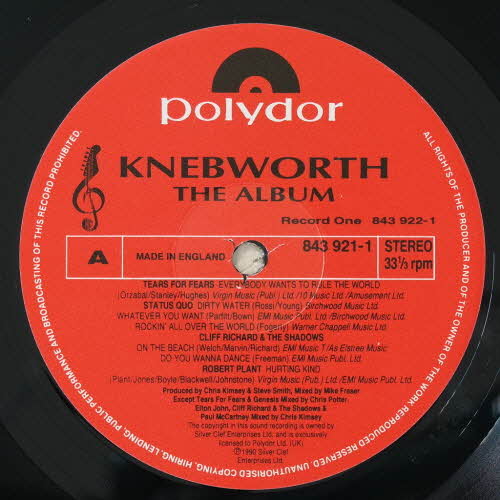 polydor
KNEBWORTH
THE ALBUM
Record One 843 922-1
A
MADE IN ENGLAND
843 921-1
STEREO
33⅓ rpm
TEARS FOR FEARS EVERYBODY WANTS TO RULE THE WORLD
(Orzabal/Stanley/Hughes) Virgin Music (Publ.) Ltd./10 Music Ltd./Amusement Ltd.
STATUS QUO DIRTY WATER (Rossi/Young) EMI Music Publ. Ltd./Birchwood Music Ltd.
WHATEVER YOU WANT (Parfitt/Bown) EMI Music Publ. Ltd./Birchwood Music Ltd.
ROCKIN' ALL OVER THE WORLD (Fogerty) Warner Chappell Music Ltd.
CLIFF RICHARD & THE SHADOWS
ON THE BEACH (Welch/Marvin/Richard) EMI Music T/As Elstree Music
DO YOU WANNA DANCE (Freeman) EMI Music Publ. Ltd.
ROBERT PLANT HURTING KIND
(Plant/Jones/Boyle/Blackwell/Johnstone) Virgin Music (Pub.) Ltd./EMI Music Publ. Ltd.
Produced by Chris Kimsey & Steve Smith, Mixed by Mike Fraser
Except Tears For Fears & Genesis Mixed by Chris Potter.
Elton John, Cliff Richard & The Shadows &
Paul McCartney Mixed by Chris Kimsey
The copyright in this sound recording is owned by
Silver Clef Enterprises Ltd. and is exclusively
licensed to Polydor Ltd. (UK)
℗ 1990 Silver Clef
Enterprises Ltd.
ALL RIGHTS OF THE PRODUCER AND OF THE OWNER OF THE WORK REPRODUCED RESERVED. UNAUTHORISED COPYING, HIRING, LENDING, PUBLIC PERFORMANCE AND BROADCASTING OF THIS RECORD PROHIBITED.